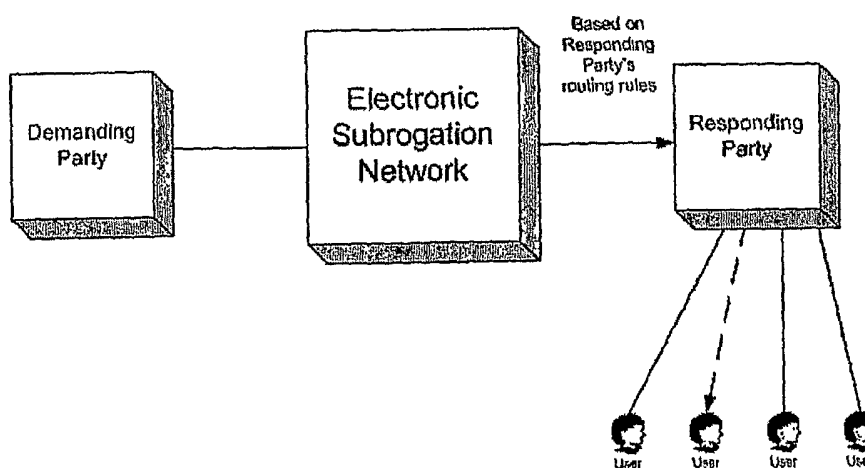 Demanding
Party
Electronic
Subrogation
Network
Based on
Responding
Party's
routing rules
Responding
Party
User
User
User